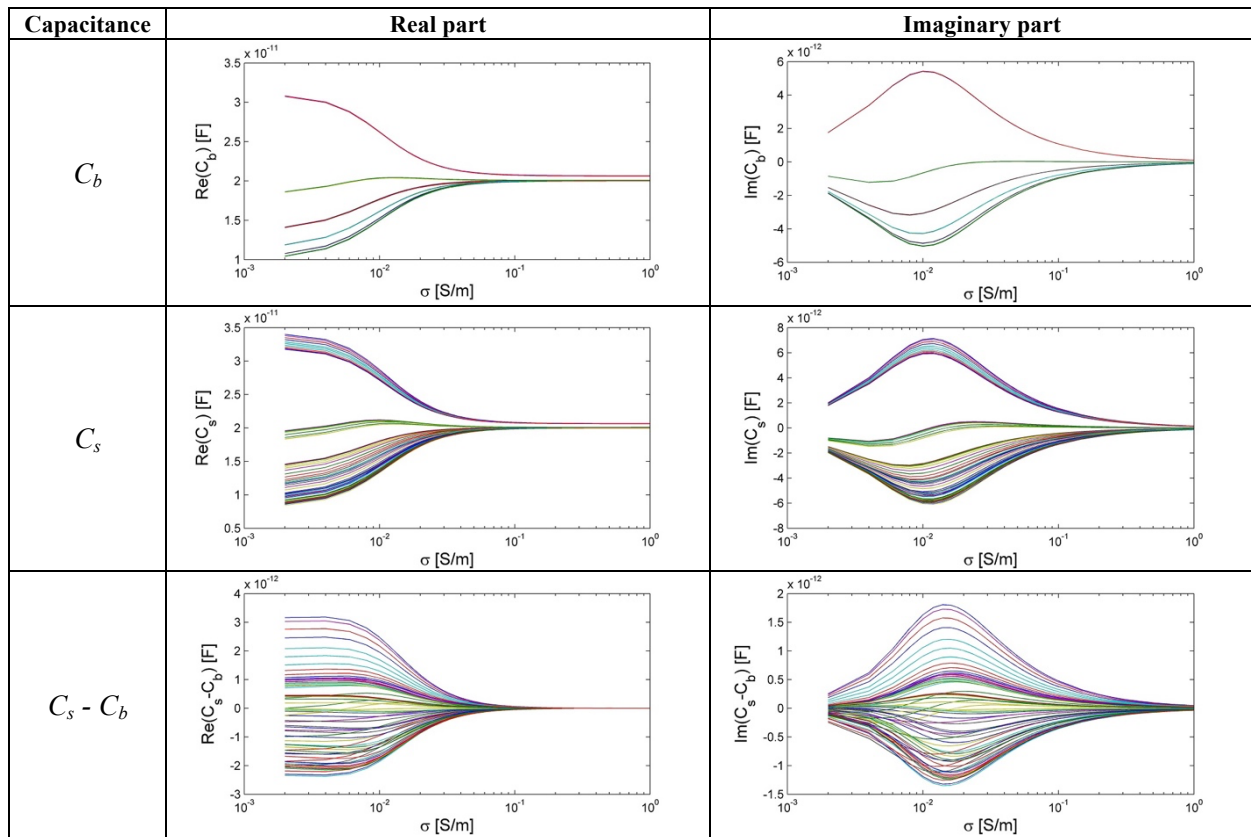 Capacitance Real part Imaginary part
C_b
x 10^-11
3.5
3
2.5
2
1.5
1
10^-3 10^-2 10^-1 10^0
Re(C_b) [F]
σ [S/m]
x 10^-12
6
4
2
0
-2
-4
-6
10^-3 10^-2 10^-1 10^0
Im(C_b) [F]
σ [S/m]
C_s
x 10^-11
3.5
3
2.5
2
1.5
1
0.5
10^-3 10^-2 10^-1 10^0
Re(C_s) [F]
σ [S/m]
x 10^-12
8
6
4
2
0
-2
-4
-6
-8
10^-3 10^-2 10^-1 10^0
Im(C_s) [F]
σ [S/m]
C_s - C_b
x 10^-12
4
3
2
1
0
-1
-2
-3
10^-3 10^-2 10^-1 10^0
Re(C_s-C_b) [F]
σ [S/m]
x 10^-12
2
1.5
1
0.5
0
-0.5
-1
-1.5
10^-3 10^-2 10^-1 10^0
Im(C_s-C_b) [F]
σ [S/m]